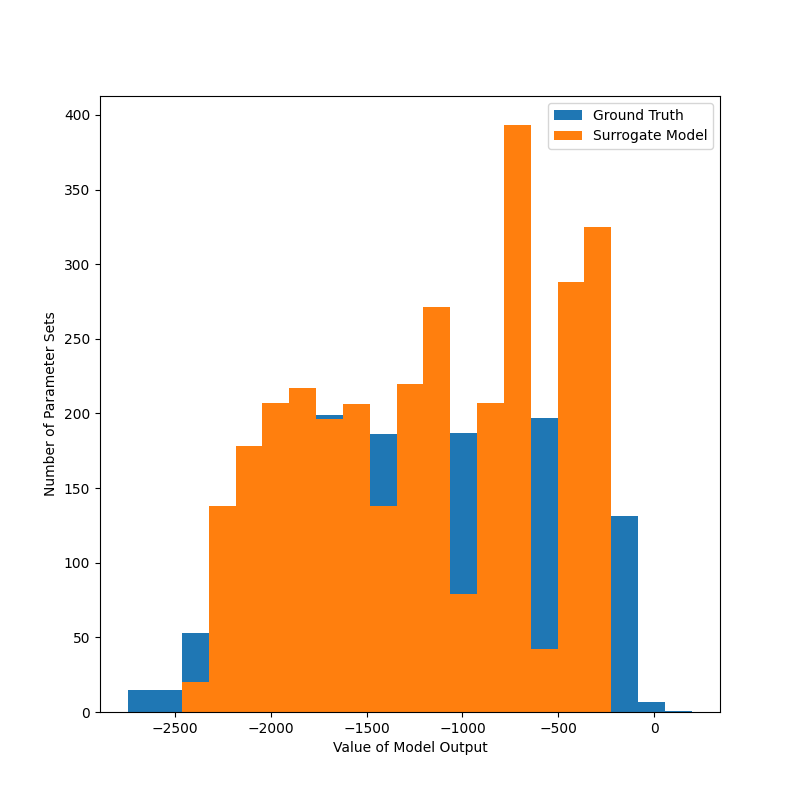 Ground Truth
Surrogate Model
400
350
300
250
200
150
100
50
0
Number of Parameter Sets
−2500 −2000 −1500 −1000 −500 0
Value of Model Output